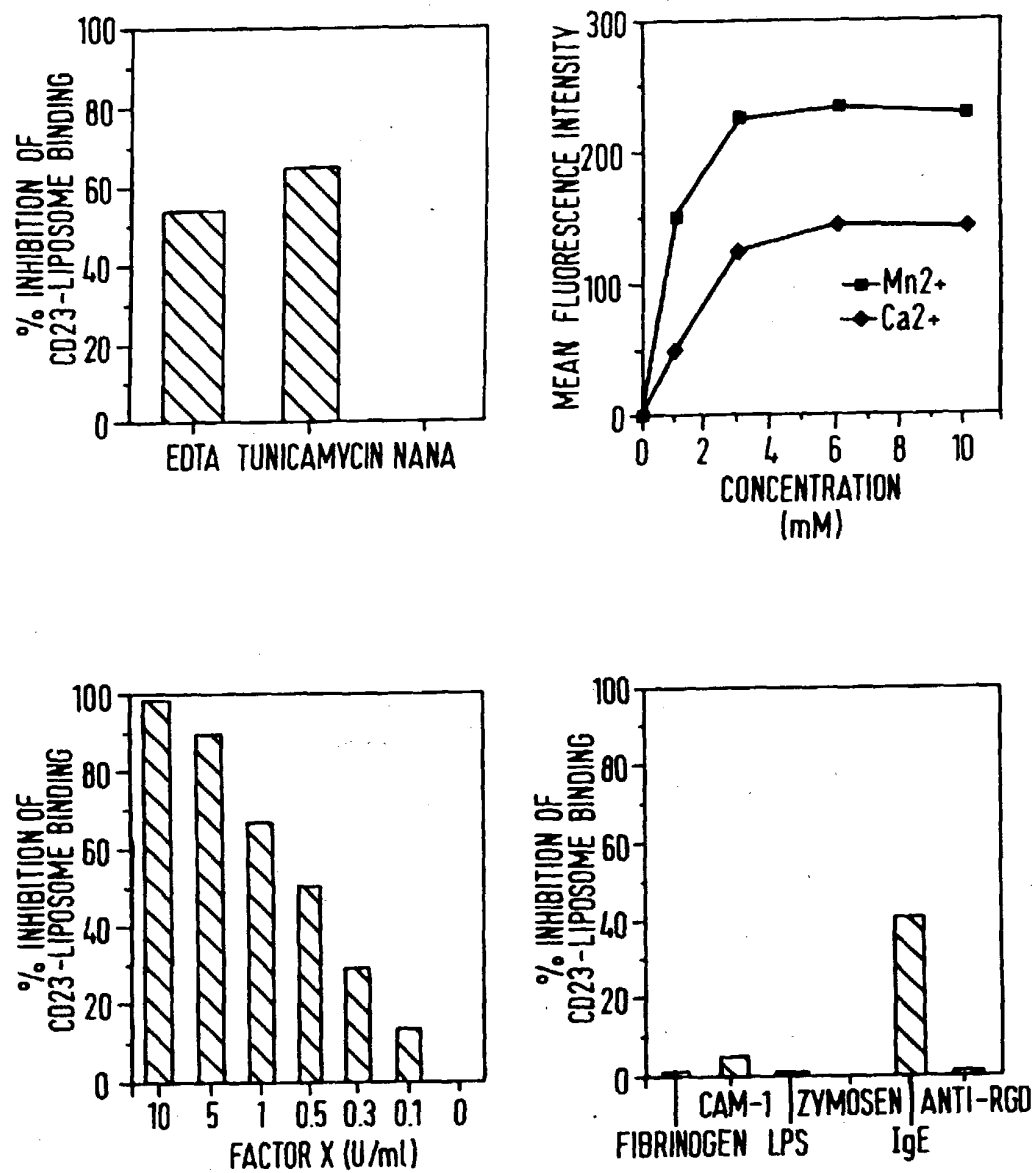 % INHIBITION OF
CD23-LIPOSOME BINDING
100
80
60
40
20
0
EDTA TUNICAMYCIN NANA
MEAN FLUORESCENCE INTENSITY
300
200
100
0
Mn2+
Ca2+
0 2 4 6 8 10
CONCENTRATION
(mM)
% INHIBITION OF
CD23-LIPOSOME BINDING
100
80
60
40
20
0
10 5 1 0.5 0.3 0.1 0
FACTOR X (U/ml)
% INHIBITION OF
CD23-LIPOSOME BINDING
100
80
60
40
20
0
CAM-1 ZYMOSEN ANTI-RGD
FIBRINOGEN LPS IgE